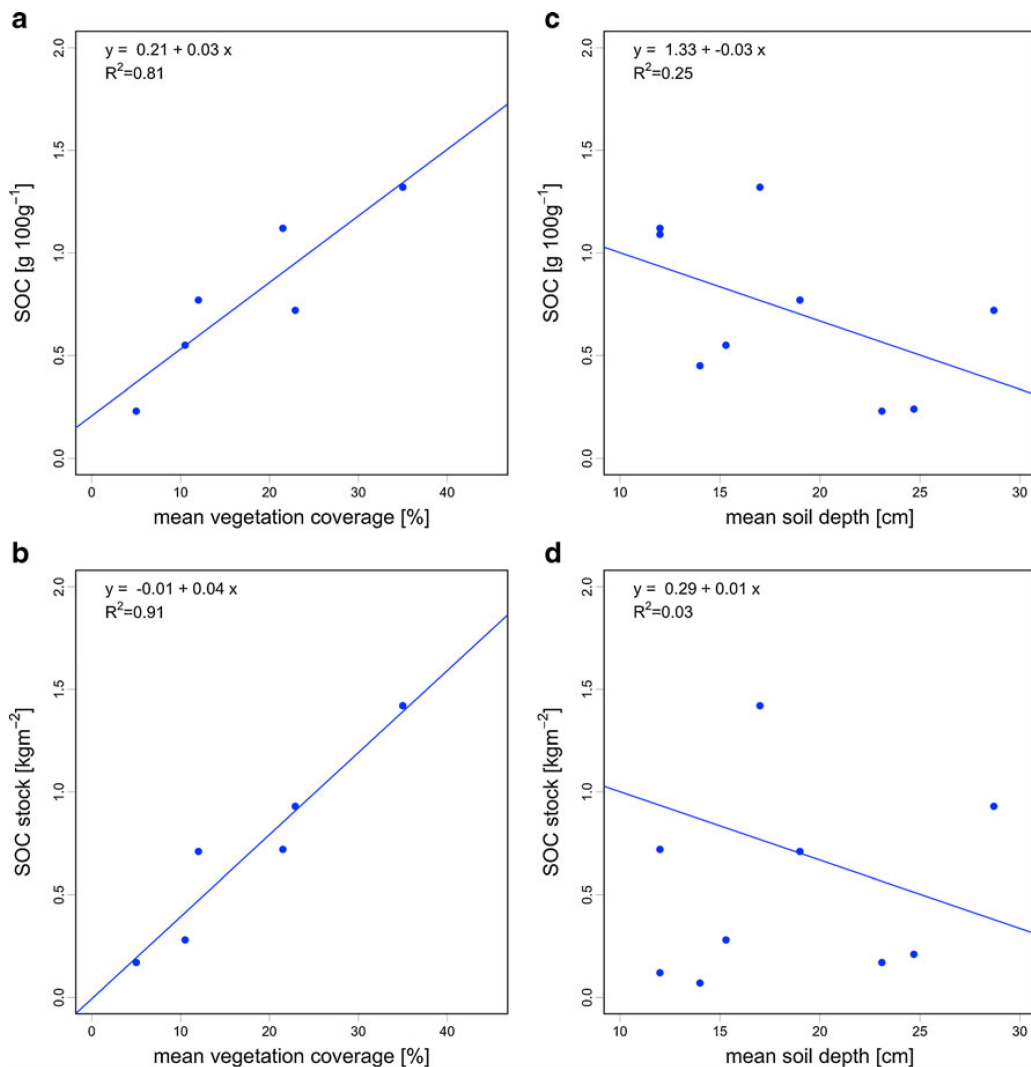 a
y = 0.21 + 0.03 x
R²=0.81
SOC [g 100g⁻¹]
0.0 0.5 1.0 1.5 2.0
0 10 20 30 40
mean vegetation coverage [%]
c
y = 1.33 + -0.03 x
R²=0.25
SOC [g 100g⁻¹]
0.0 0.5 1.0 1.5 2.0
10 15 20 25 30
mean soil depth [cm]
b
y = -0.01 + 0.04 x
R²=0.91
SOC stock [kgm⁻²]
0.0 0.5 1.0 1.5 2.0
0 10 20 30 40
mean vegetation coverage [%]
d
y = 0.29 + 0.01 x
R²=0.03
SOC stock [kgm⁻²]
0.0 0.5 1.0 1.5 2.0
10 15 20 25 30
mean soil depth [cm]